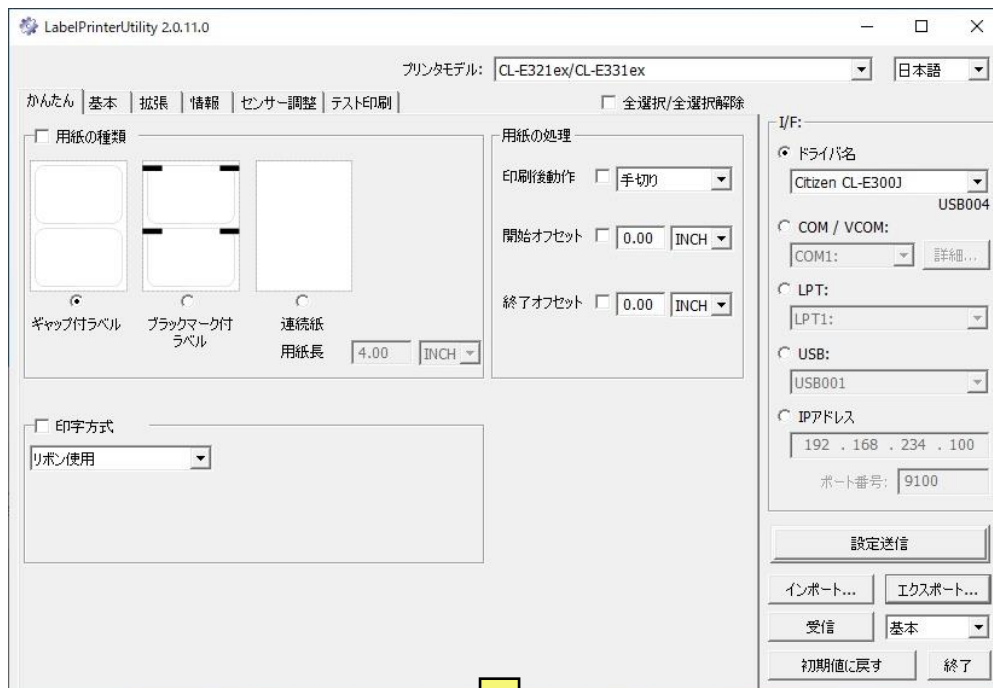 LabelPrinterUtility 2.0.11.0
プリンタモデル: CL-E321ex/CL-E331ex 日本語
かんたん 基本 拡張 情報 センサー調整 テスト印刷 全選択/全選択解除
用紙の種類
ギャップ付ラベル
ブラックマーク付
ラベル
連続紙
用紙長 4.00 INCH
用紙の処理
印刷後動作 手切り
開始オフセット 0.00 INCH
終了オフセット 0.00 INCH
印字方式
リボン使用
I/F:
ドライバ名
Citizen CL-E300J
USB004
COM / VCOM:
COM1: 詳細...
LPT:
LPT1:
USB:
USB001
IPアドレス
192 . 168 . 234 . 100
ポート番号: 9100
設定送信
インポート... エクスポート...
受信 基本
初期値に戻す 終了